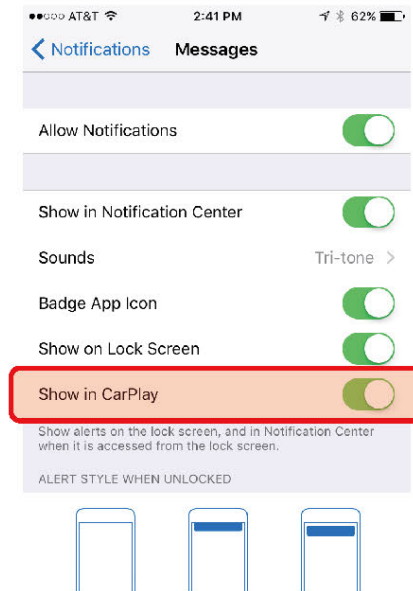 AT&T 2:41 PM 62%
Notifications Messages
Allow Notifications
Show in Notification Center
Sounds Tri-tone
Badge App Icon
Show on Lock Screen
Show in CarPlay
Show alerts on the lock screen, and in Notification Center
when it is accessed from the lock screen.
ALERT STYLE WHEN UNLOCKED